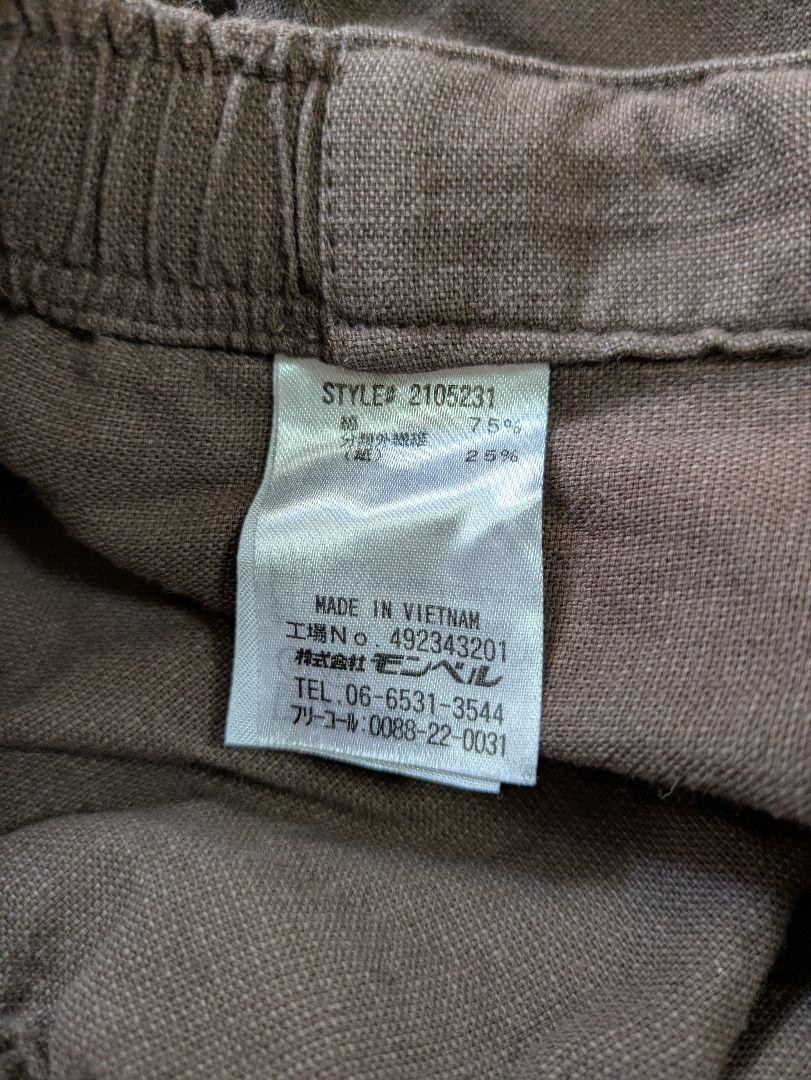 STYLE# 2105231
綿 75%
分類外繊維
(紙) 25%
MADE IN VIETNAM
工場No. 492343201
株式会社 モンベル
TEL.06-6531-3544
フリーコール:0088-22-0031